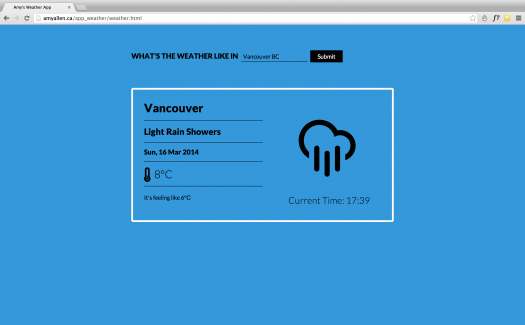 Amy's Weather App
amyallen.ca/app_weather/weather.html
WHAT'S THE WEATHER LIKE IN Vancouver BC Submit
Vancouver
Light Rain Showers
Sun, 16 Mar 2014
8°C
It's feeling like 6°C
Current Time: 17:39